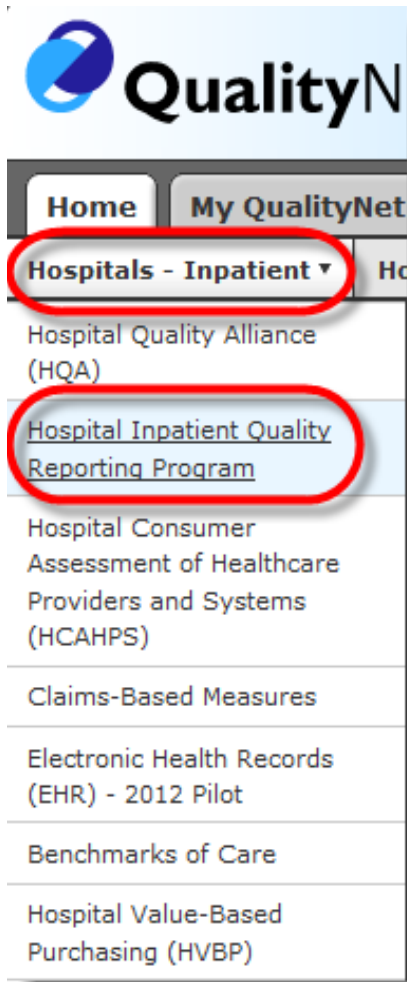 QualityN
Home My QualityNet
Hospitals - Inpatient ▾ Ho
Hospital Quality Alliance
(HQA)
Hospital Inpatient Quality
Reporting Program
Hospital Consumer
Assessment of Healthcare
Providers and Systems
(HCAHPS)
Claims-Based Measures
Electronic Health Records
(EHR) - 2012 Pilot
Benchmarks of Care
Hospital Value-Based
Purchasing (HVBP)